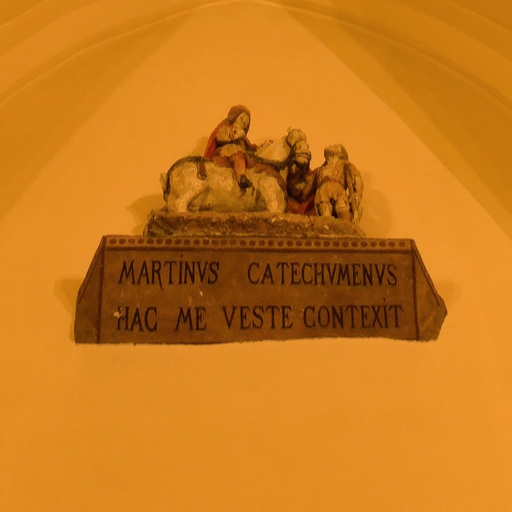 MARTINVS CATECHVMENVS
HAC ME VESTE CONTEXIT